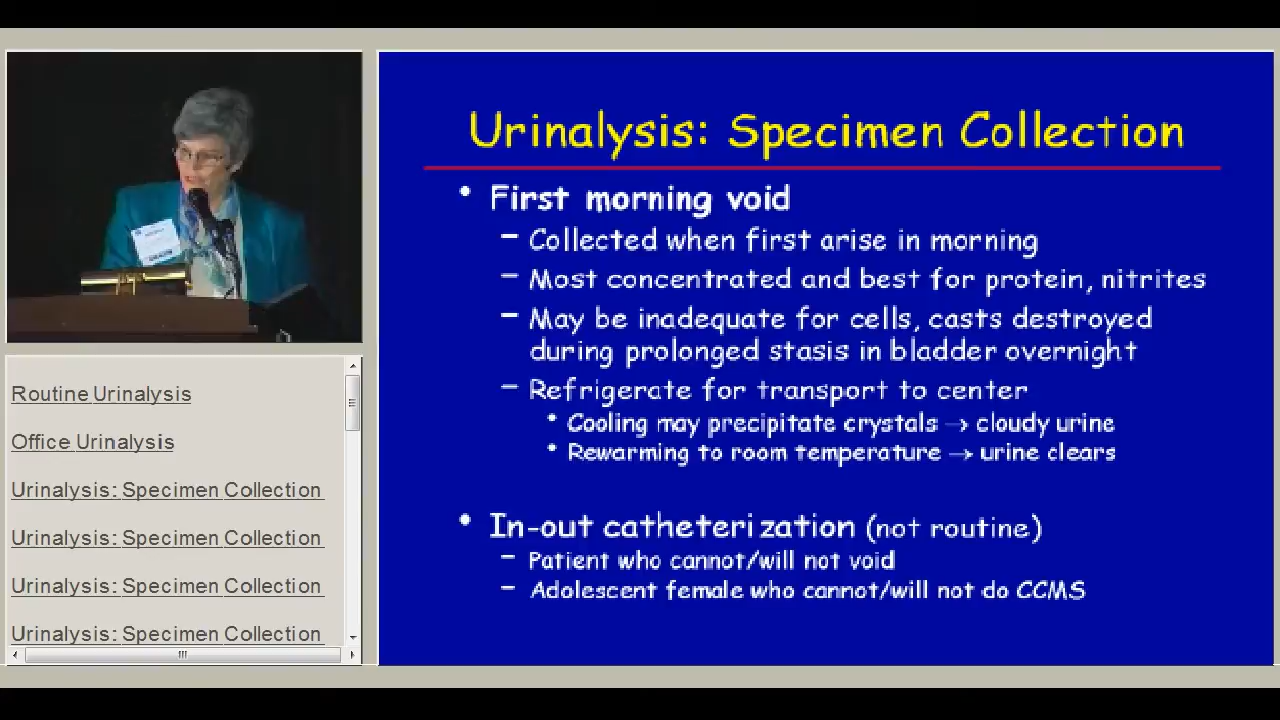 Urinalysis: Specimen Collection
• First morning void
– Collected when first arise in morning
– Most concentrated and best for protein, nitrites
– May be inadequate for cells, casts destroyed
during prolonged stasis in bladder overnight
– Refrigerate for transport to center
• Cooling may precipitate crystals → cloudy urine
• Rewarming to room temperature → urine clears
• In-out catheterization (not routine)
– Patient who cannot/will not void
– Adolescent female who cannot/will not do CCMS
Routine Urinalysis
Office Urinalysis
Urinalysis: Specimen Collection
Urinalysis: Specimen Collection
Urinalysis: Specimen Collection
Urinalysis: Specimen Collection